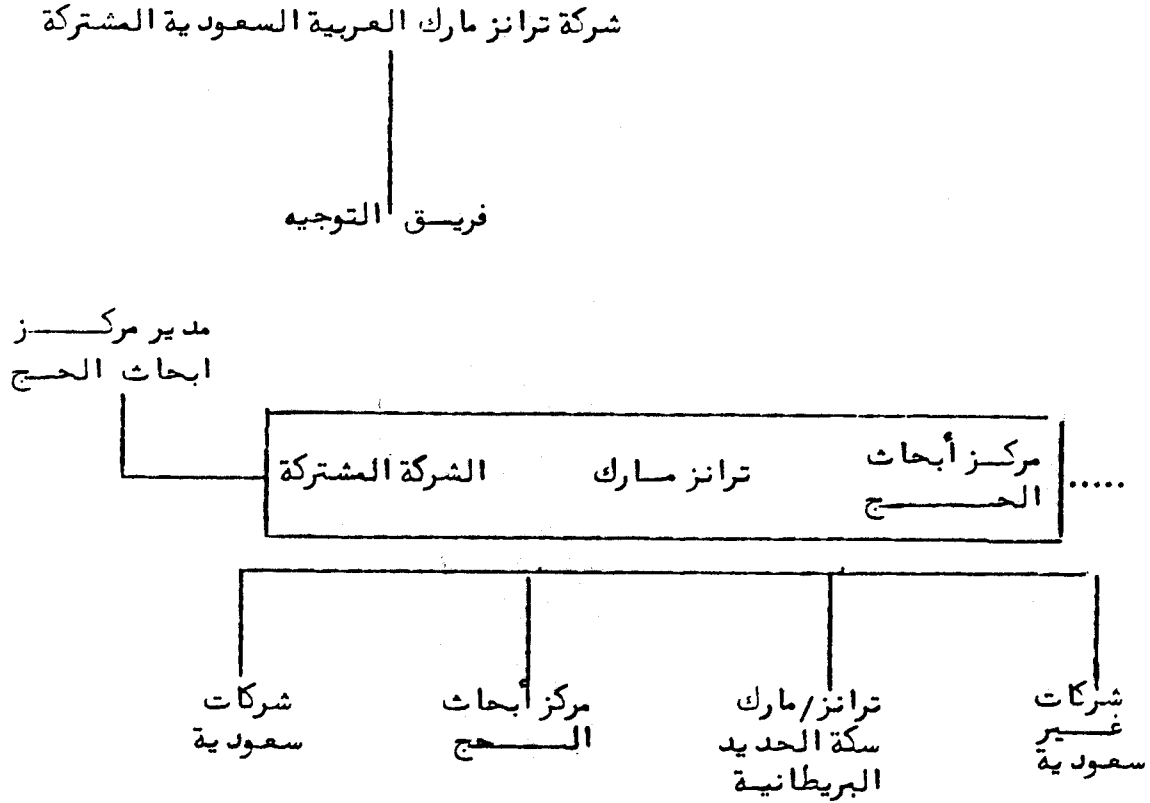 شركة ترانز مارك العربية السعودية المشتركة
فريق التوجيه
مدير مركز
ابحاث الحج
مركز أبحاث
الحج
ترانز مارك
الشركة المشتركة
.....
شركات
غير
سعودية
ترانز/مارك
سكة الحديد
البريطانية
مركز أبحاث
الحج
شركات
سعودية